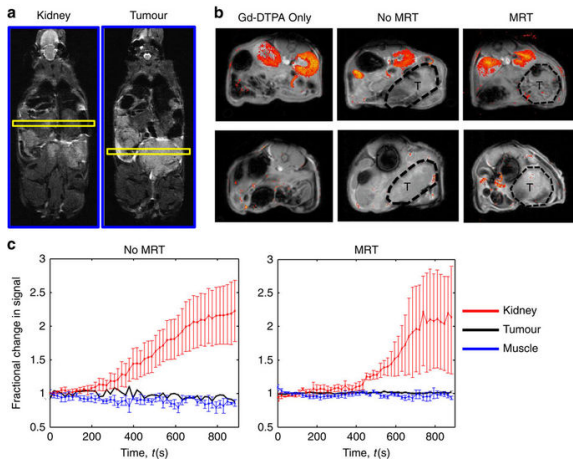 a
Kidney
Tumour
b
Gd-DTPA Only
No MRT
MRT
T
T
T
T
c
No MRT
Fractional change in signal
3
2.5
2
1.5
1
0.5
0
200
400
600
800
Time, t(s)
MRT
3
2.5
2
1.5
1
0.5
0
200
400
600
800
Time, t(s)
Kidney
Tumour
Muscle